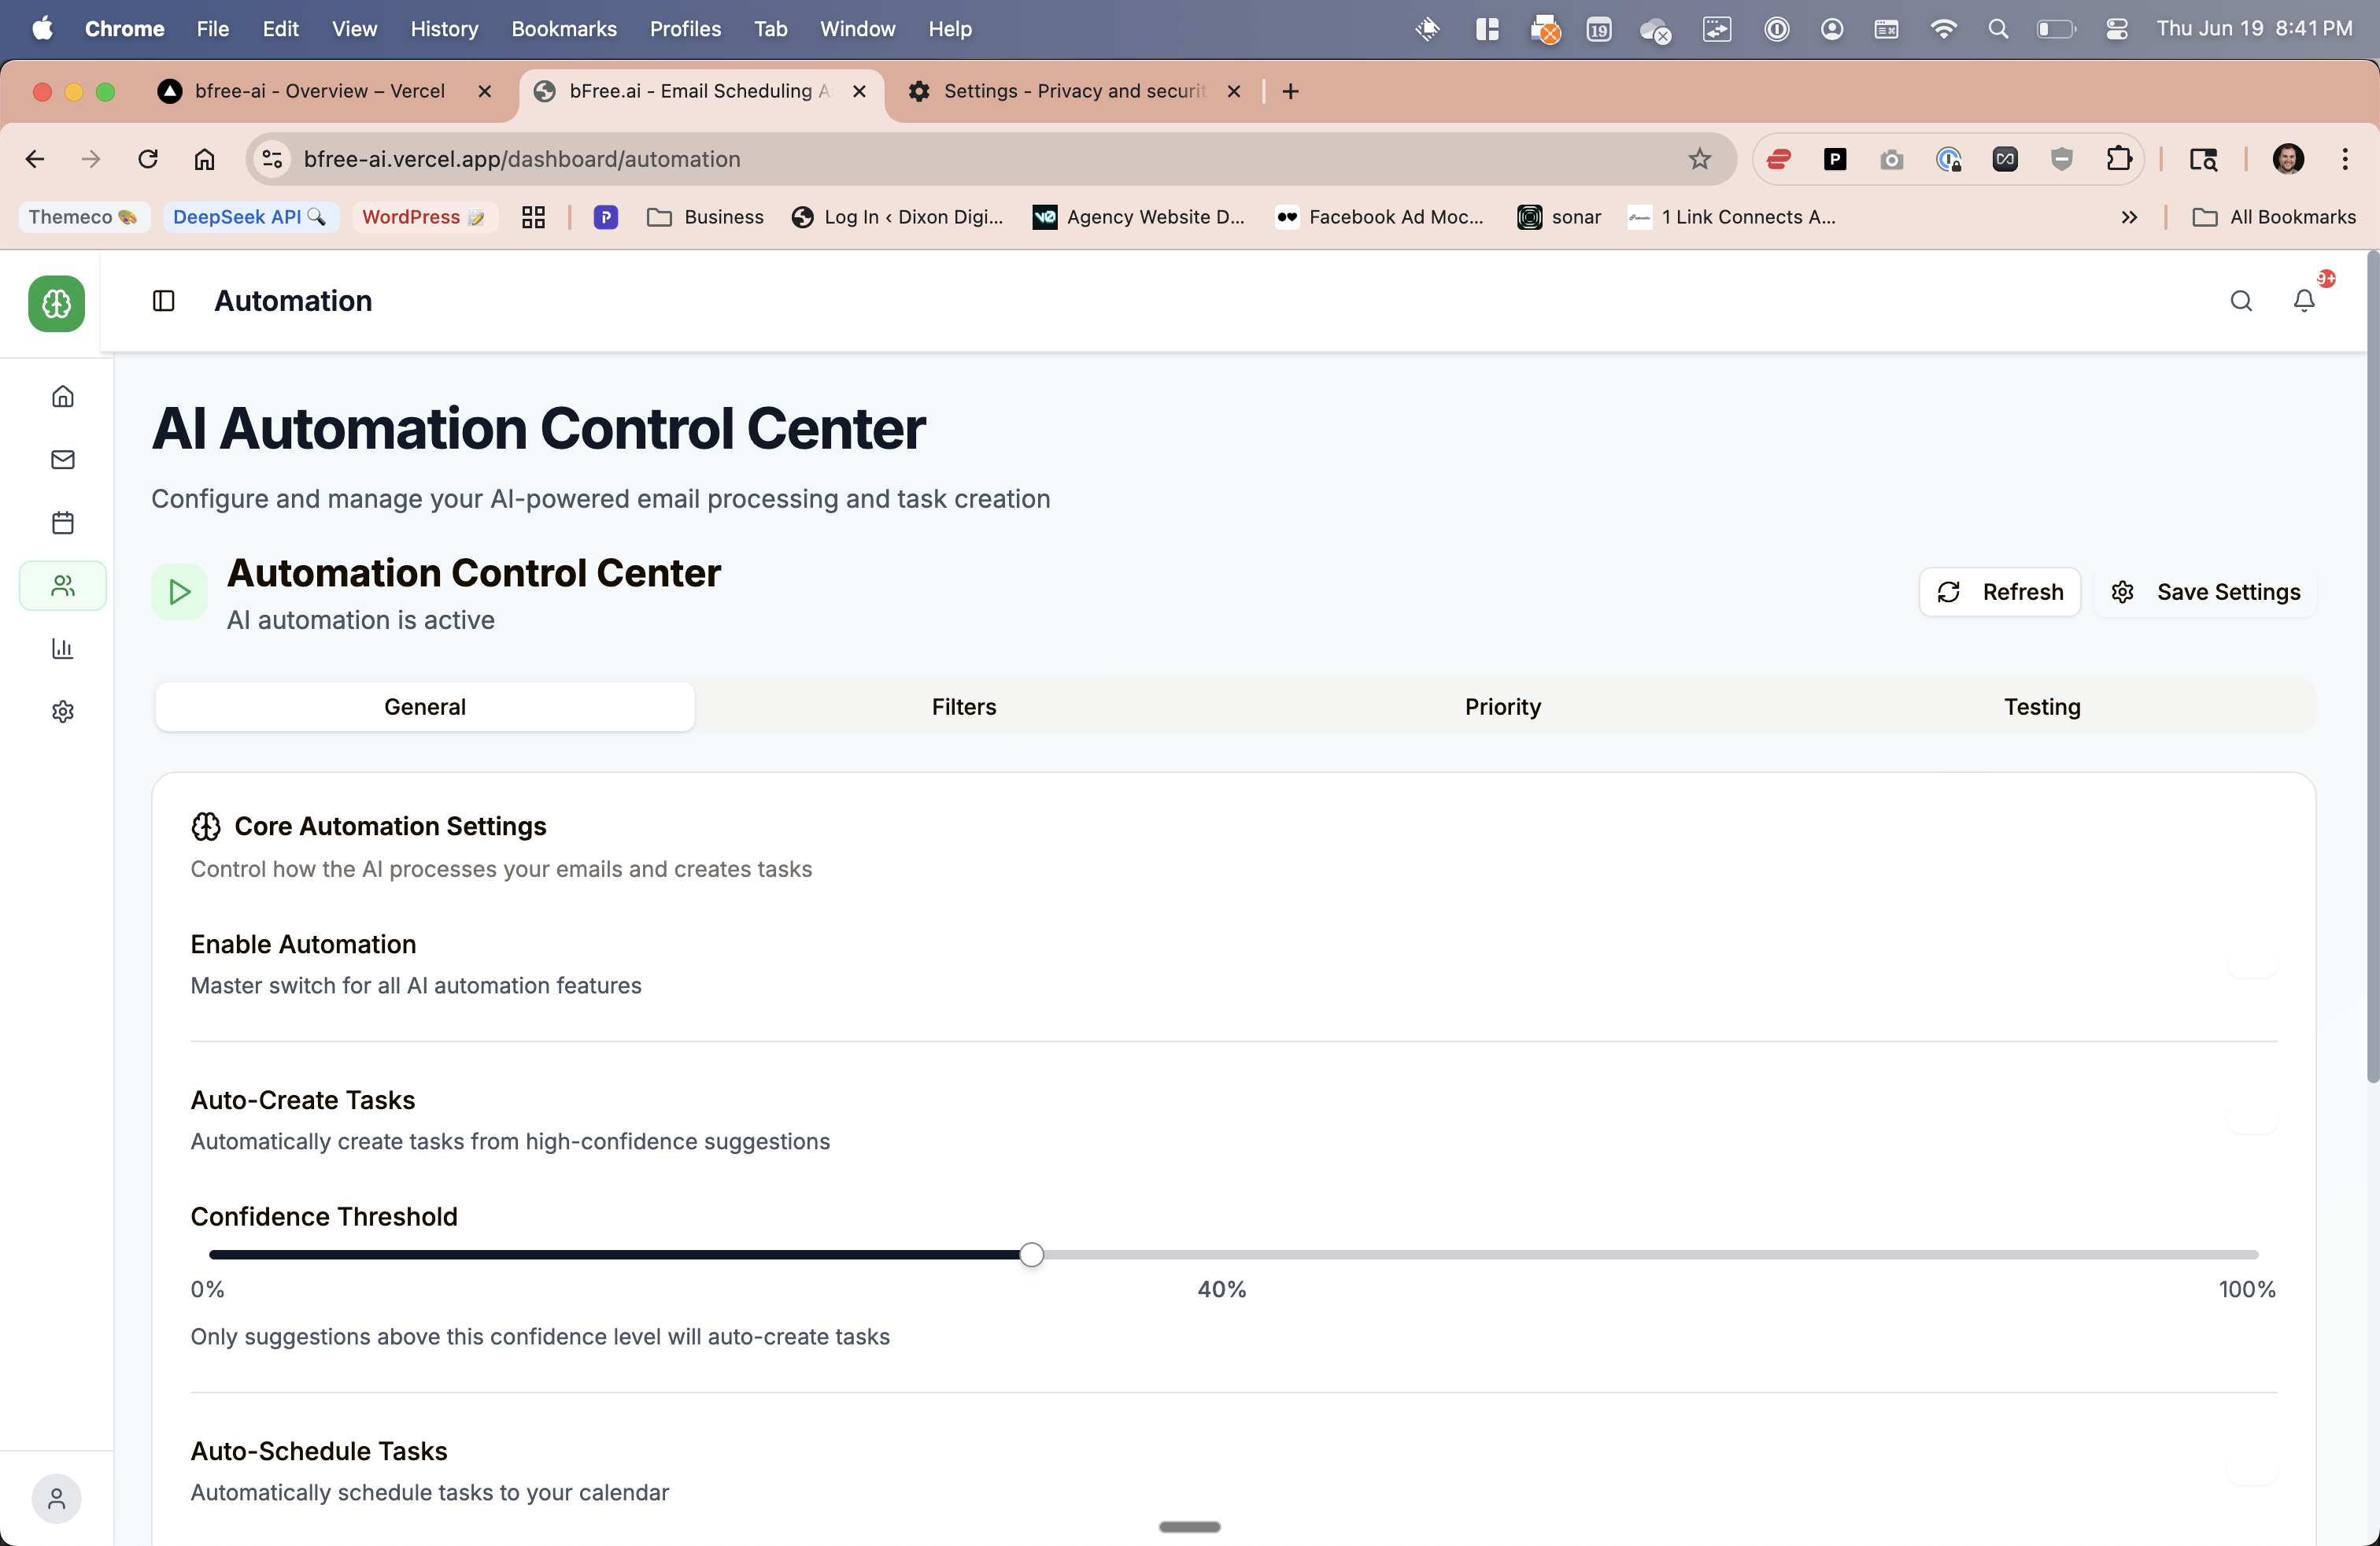 Chrome File Edit View History Bookmarks Profiles Tab Window Help 19 Thu Jun 19 8:41 PM
bfree-ai - Overview – Vercel bFree.ai - Email Scheduling A Settings - Privacy and securit
bfree-ai.vercel.app/dashboard/automation
Themeco DeepSeek API WordPress Business Log In ‹ Dixon Digi... Agency Website D... Facebook Ad Moc... sonar 1 Link Connects A... All Bookmarks
Automation
9+
AI Automation Control Center
Configure and manage your AI-powered email processing and task creation
Automation Control Center
AI automation is active
Refresh
Save Settings
General Filters Priority Testing
Core Automation Settings
Control how the AI processes your emails and creates tasks
Enable Automation
Master switch for all AI automation features
Auto-Create Tasks
Automatically create tasks from high-confidence suggestions
Confidence Threshold
0% 40% 100%
Only suggestions above this confidence level will auto-create tasks
Auto-Schedule Tasks
Automatically schedule tasks to your calendar